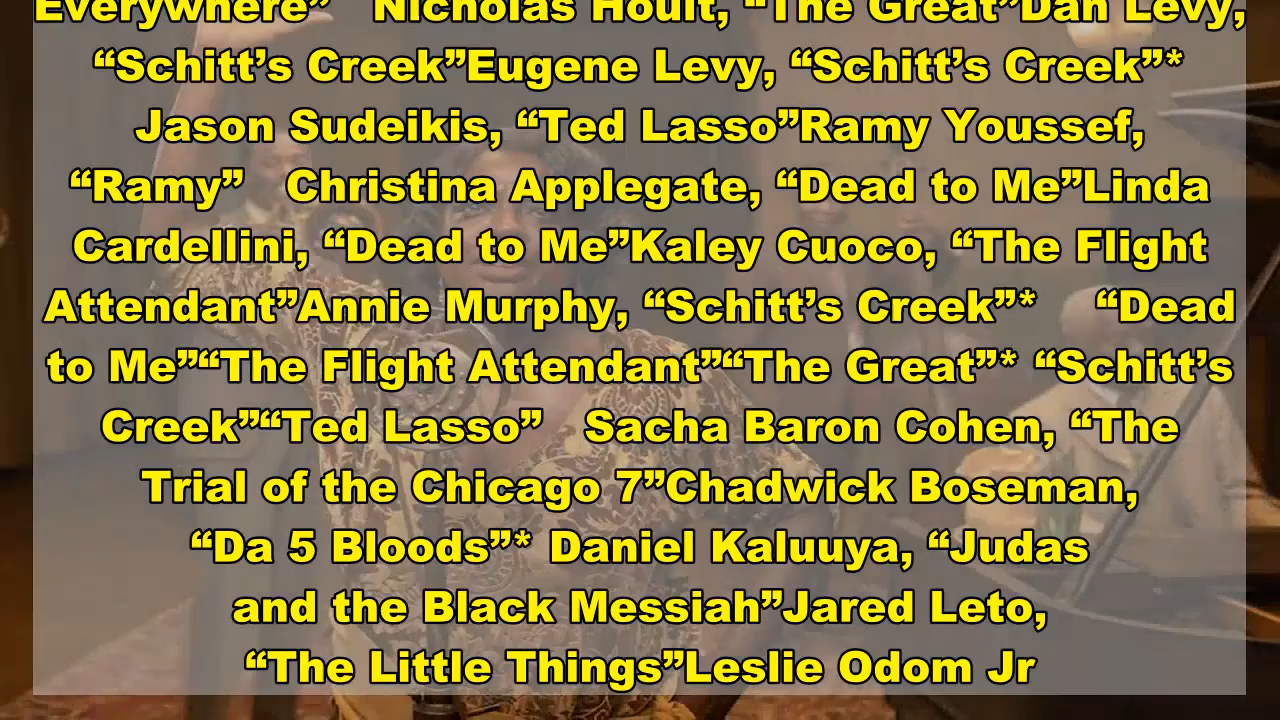 Everywhere” Nicholas Hoult, “The Great”Dan Levy,
“Schitt’s Creek”Eugene Levy, “Schitt’s Creek”*
Jason Sudeikis, “Ted Lasso”Ramy Youssef,
“Ramy” Christina Applegate, “Dead to Me”Linda
Cardellini, “Dead to Me”Kaley Cuoco, “The Flight
Attendant”Annie Murphy, “Schitt’s Creek”* “Dead
to Me”“The Flight Attendant”“The Great”* “Schitt’s
Creek”“Ted Lasso” Sacha Baron Cohen, “The
Trial of the Chicago 7”Chadwick Boseman,
“Da 5 Bloods”* Daniel Kaluuya, “Judas
and the Black Messiah”Jared Leto,
“The Little Things”Leslie Odom Jr